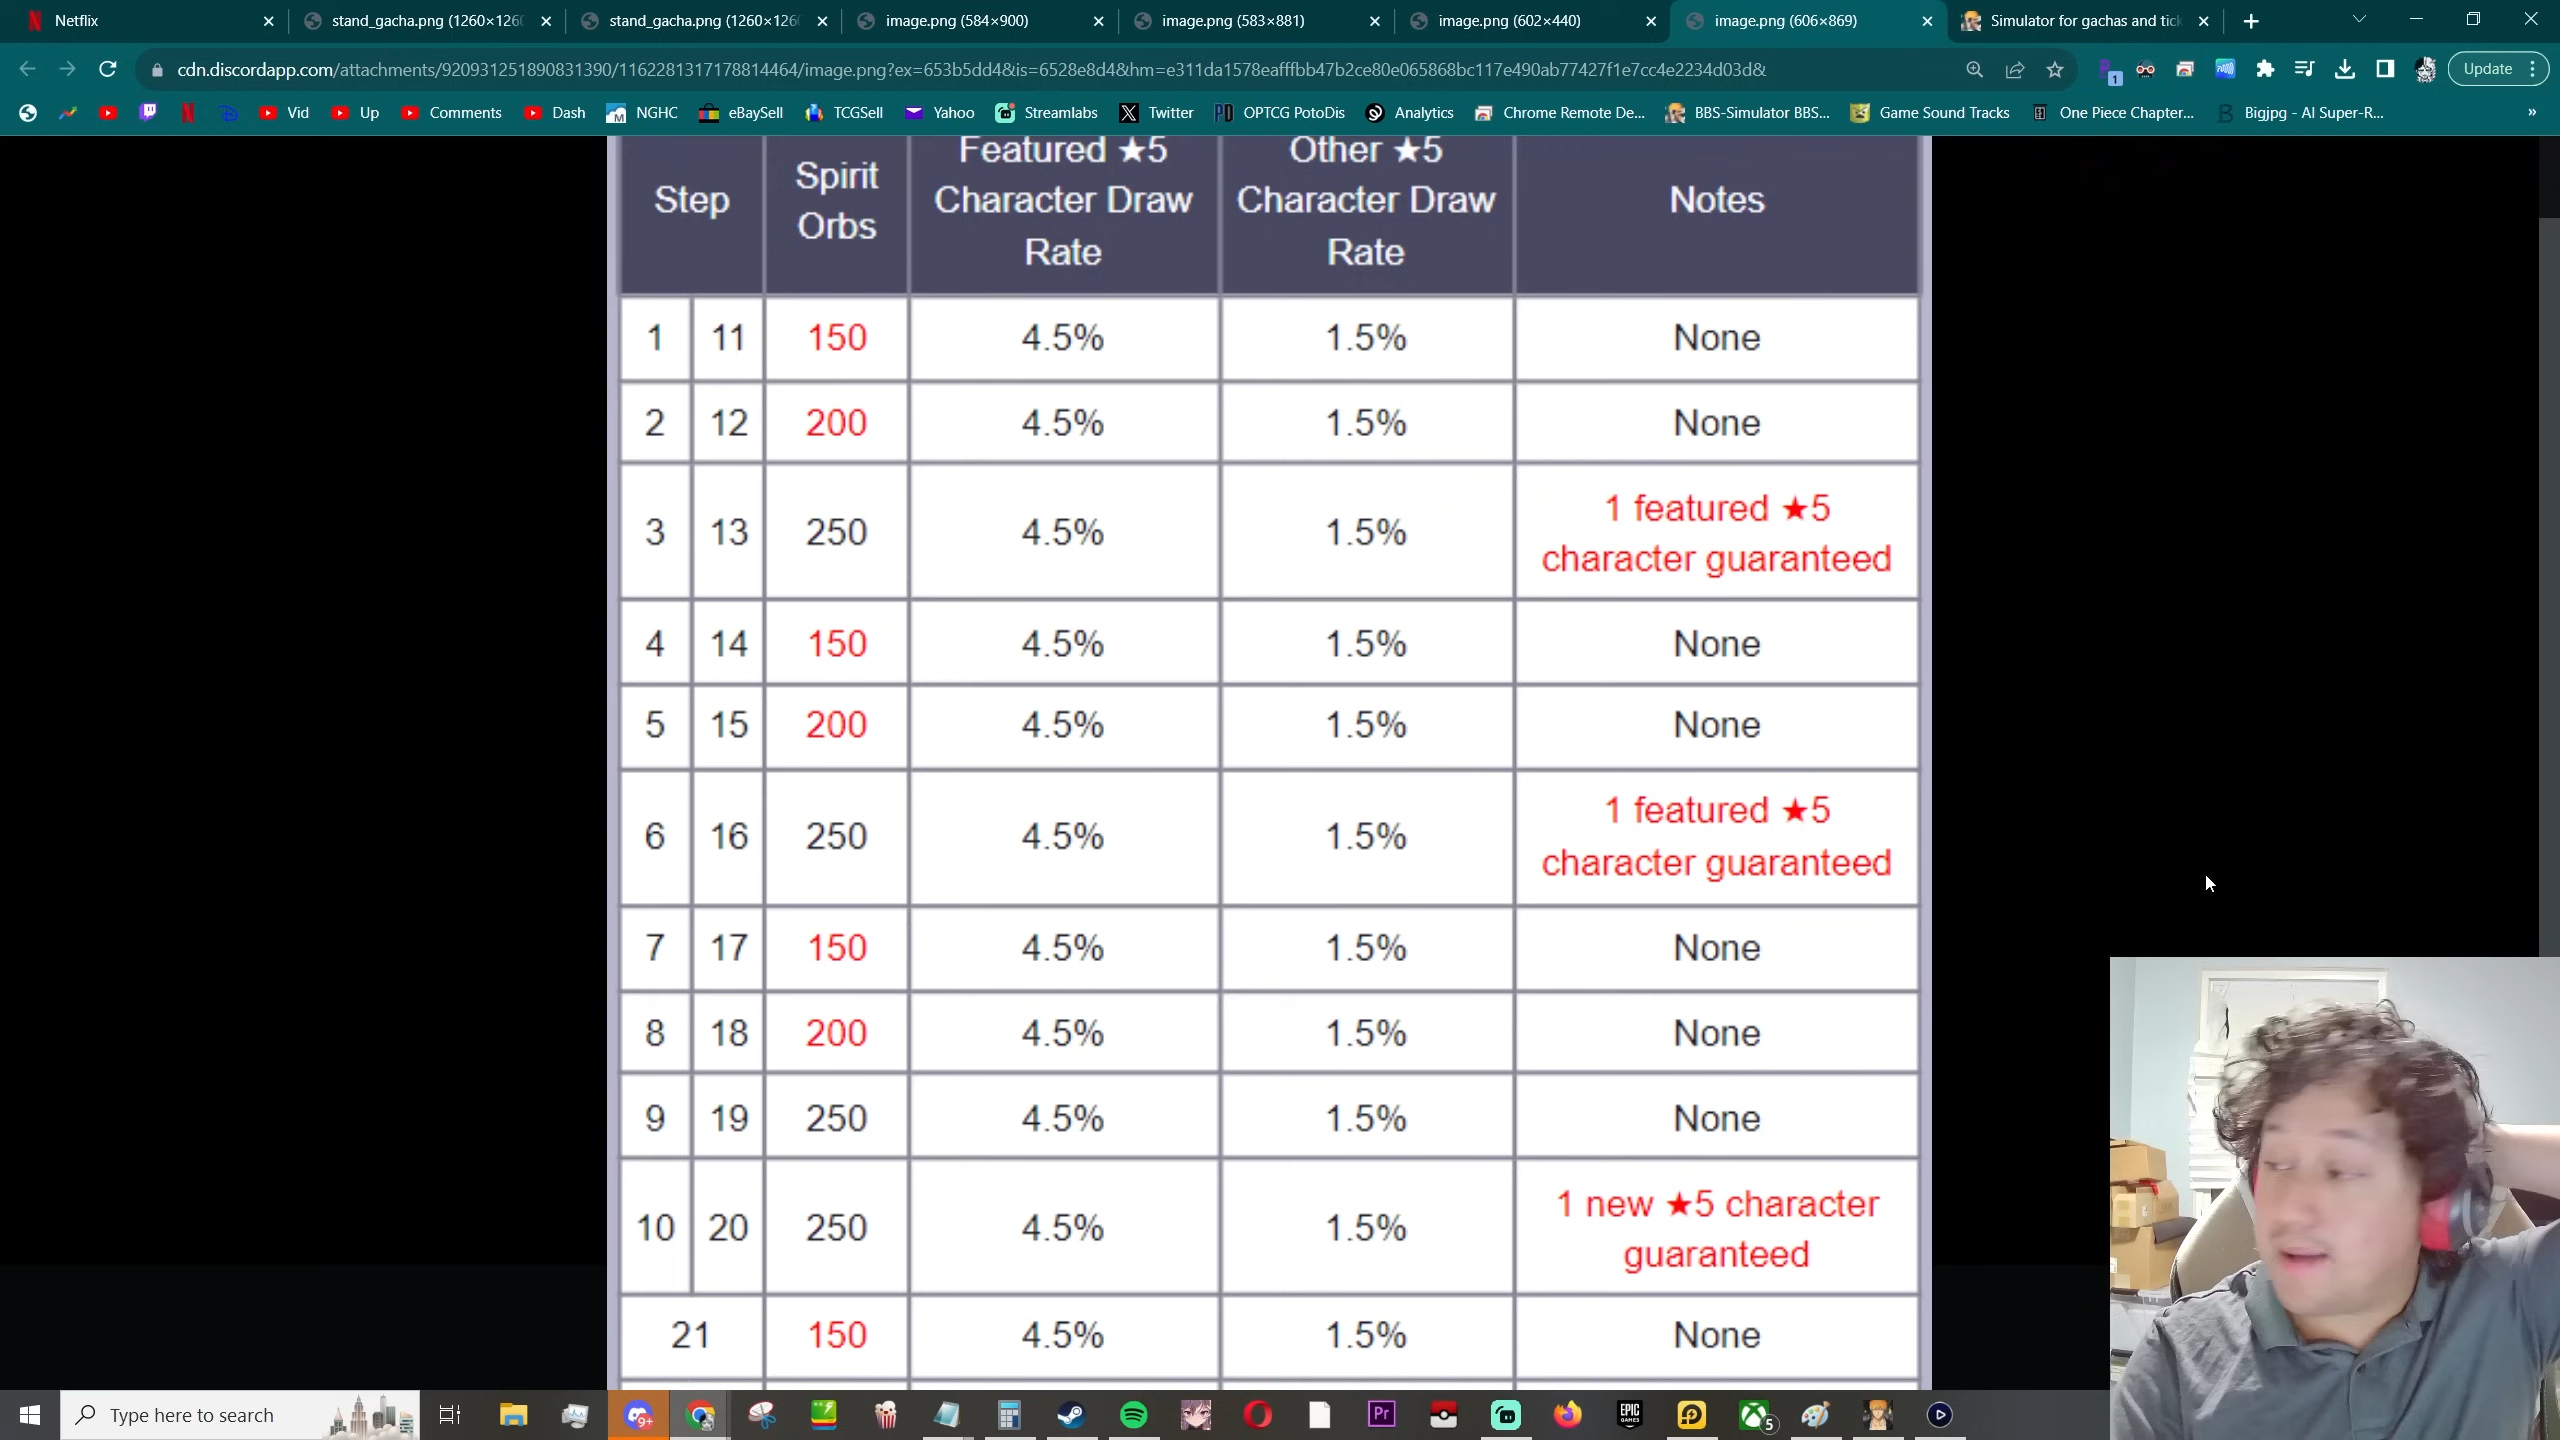 Netflix
stand_gacha.png (1260×126
stand_gacha.png (1260×126
image.png (584×900)
image.png (583×881)
image.png (602×440)
image.png (606×869)
Simulator for gachas and tick
cdn.discordapp.com/attachments/920931251890831390/1162281317178814464/image.png?ex=653b5dd4&is=6528e8d4&hm=e311da1578eafffbb47b2ce80e065868bc117e490ab77427f1e7cc4e2234d03d&
1
Update
Vid
Up
Comments
Dash
NGHC
eBaySell
TCGSell
Yahoo
Streamlabs
Twitter
OPTCG PotoDis
Analytics
Chrome Remote De...
BBS-Simulator BBS...
Game Sound Tracks
One Piece Chapter...
Bigjpg - AI Super-R...
»
Step
Spirit
Orbs
Featured ★5
Character Draw
Rate
Other ★5
Character Draw
Rate
Notes
1 11 150 4.5% 1.5% None
2 12 200 4.5% 1.5% None
3 13 250 4.5% 1.5% 1 featured ★5
character guaranteed
4 14 150 4.5% 1.5% None
5 15 200 4.5% 1.5% None
6 16 250 4.5% 1.5% 1 featured ★5
character guaranteed
7 17 150 4.5% 1.5% None
8 18 200 4.5% 1.5% None
9 19 250 4.5% 1.5% None
10 20 250 4.5% 1.5% 1 new ★5 character
guaranteed
21 150 4.5% 1.5% None
Type here to search
9+
Pr
EPIC
GAMES
5